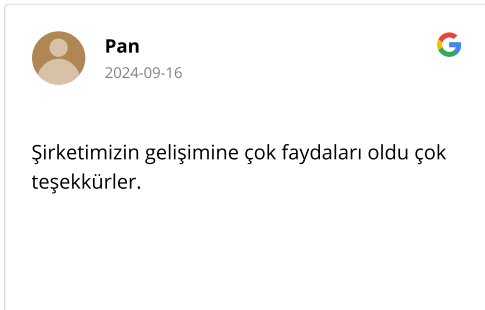 Pan
2024-09-16
Şirketimizin gelişimine çok faydaları oldu çok
teşekkürler.